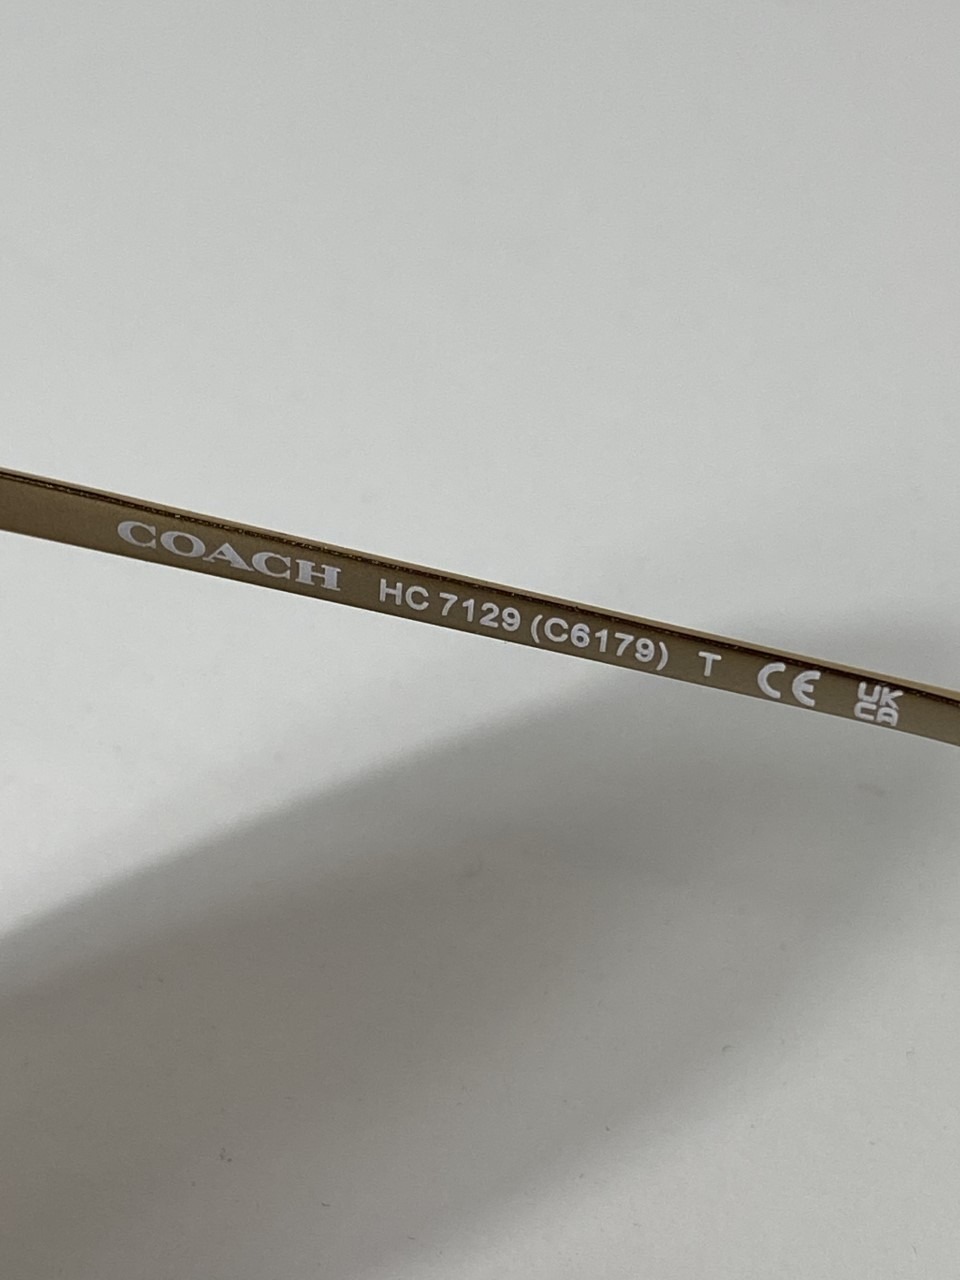 COACH HC 7129 (C6179) T CE UK
CA